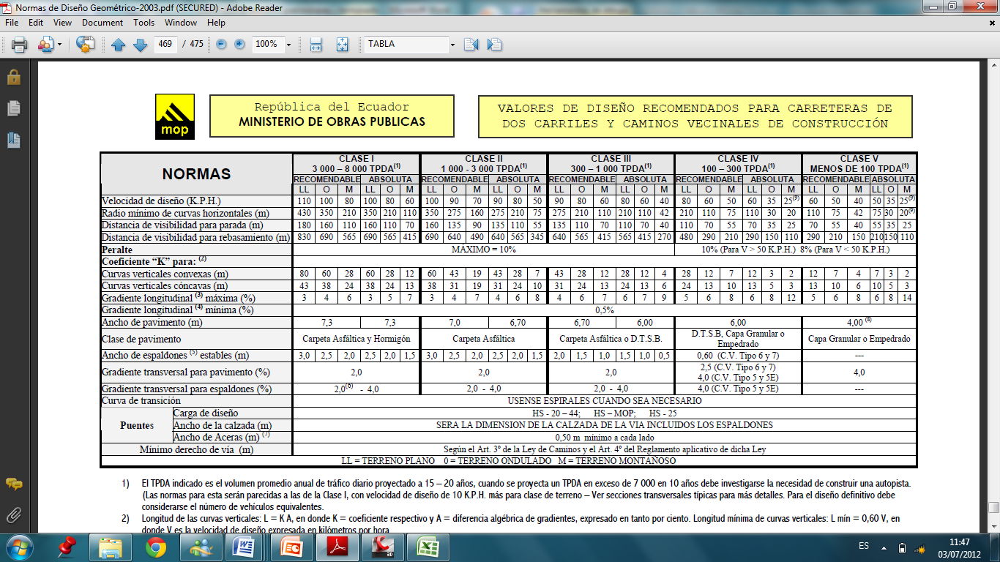 Normas de Diseño Geométrico-2003.pdf (SECURED) - Adobe Reader
File Edit View Document Tools Window Help
469 / 475 100% TABLA
mop
República del Ecuador
MINISTERIO DE OBRAS PUBLICAS
VALORES DE DISEÑO RECOMENDADOS PARA CARRETERAS DE
DOS CARRILES Y CAMINOS VECINALES DE CONSTRUCCIÓN
NORMAS
CLASE I CLASE II CLASE III CLASE IV CLASE V
3 000 – 8 000 TPDA(1) 1 000 - 3 000 TPDA(1) 300 – 1 000 TPDA(1) 100 – 300 TPDA(1) MENOS DE 100 TPDA(1)
RECOMENDABLE ABSOLUTA RECOMENDABLE ABSOLUTA RECOMENDABLE ABSOLUTA RECOMENDABLE ABSOLUTA RECOMENDABLE ABSOLUTA
LL O M LL O M LL O M LL O M LL O M LL O M LL O M LL O M LL O M LL O M
Velocidad de diseño (K.P.H.) 110 100 80 100 80 60 100 90 70 90 80 50 90 80 60 80 60 40 80 60 50 60 35 25(9) 60 50 40 50 35 25(9)
Radio mínimo de curvas horizontales (m) 430 350 210 350 210 110 350 275 160 275 210 75 275 210 110 210 110 42 210 110 75 110 30 20 110 75 42 75 30 20(9)
Distancia de visibilidad para parada (m) 180 160 110 160 110 70 160 135 90 135 110 55 135 110 70 110 70 40 110 70 55 70 35 25 70 55 40 55 35 25
Distancia de visibilidad para rebasamiento (m) 830 690 565 690 565 415 690 640 490 640 565 345 640 565 415 565 415 270 480 290 210 290 150 110 290 210 150 210 150 110
Peralte MÁXIMO = 10% 10% (Para V > 50 K.P.H.) 8% (Para V < 50 K.P.H.)
Coeficiente “K” para: (2)
Curvas verticales convexas (m) 80 60 28 60 28 12 60 43 19 43 28 7 43 28 12 28 12 4 28 12 7 12 3 2 12 7 4 7 3 2
Curvas verticales cóncavas (m) 43 38 24 38 24 13 38 31 19 31 24 10 31 24 13 24 13 6 24 13 10 13 5 3 13 10 6 10 5 3
Gradiente longitudinal (3) máxima (%) 3 4 6 3 5 7 3 4 7 4 6 8 4 6 7 6 7 9 5 6 8 6 8 12 5 6 8 6 8 14
Gradiente longitudinal (4) mínima (%) 0,5%
Ancho de pavimento (m) 7,3 7,3 7,0 6,70 6,70 6,00 6,00 4,00 (8)
Clase de pavimento Carpeta Asfáltica y Hormigón Carpeta Asfáltica Carpeta Asfáltica o D.T.S.B. D.T.S.B, Capa Granular o Empedrado Capa Granular o Empedrado
Ancho de espaldones (5) estables (m) 3,0 2,5 2,0 2,5 2,0 1,5 3,0 2,5 2,0 2,5 2,0 1,5 2,0 1,5 1,0 1,5 1,0 0,5 0,60 (C.V. Tipo 6 y 7) ---
Gradiente transversal para pavimento (%) 2,0 2,0 2,0 2,5 (C.V. Tipo 6 y 7) 4,0 (C.V. Tipo 5 y 5E) 4,0
Gradiente transversal para espaldones (%) 2,0(6) - 4,0 2,0 - 4,0 2,0 - 4,0 4,0 (C.V. Tipo 5 y 5E) ---
Curva de transición USENSE ESPIRALES CUANDO SEA NECESARIO
Puentes
Carga de diseño HS - 20 – 44; HS – MOP; HS - 25
Ancho de la calzada (m) SERA LA DIMENSION DE LA CALZADA DE LA VIA INCLUIDOS LOS ESPALDONES
Ancho de Aceras (m) (7) 0,50 m mínimo a cada lado
Mínimo derecho de vía (m) Según el Art. 3º de la Ley de Caminos y el Art. 4º del Reglamento aplicativo de dicha Ley
LL = TERRENO PLANO 0 = TERRENO ONDULADO M = TERRENO MONTAÑOSO
1) El TPDA indicado es el volumen promedio anual de tráfico diario proyectado a 15 – 20 años, cuando se proyecta un TPDA en exceso de 7 000 en 10 años debe investigarse la necesidad de construir una autopista.
(Las normas para esta serán parecidas a las de la Clase I, con velocidad de diseño de 10 K.P.H. más para clase de terreno – Ver secciones transversales típicas para más detalles. Para el diseño definitivo debe
considerarse el número de vehículos equivalentes.
2) Longitud de las curvas verticales: L = K A, en donde K = coeficiente respectivo y A = diferencia algébrica de gradientes, expresado en tanto por ciento. Longitud mínima de curvas verticales: L mín = 0,60 V, en
donde V es la velocidad de diseño expresada en kilómetros por hora
ES 11:47
03/07/2012